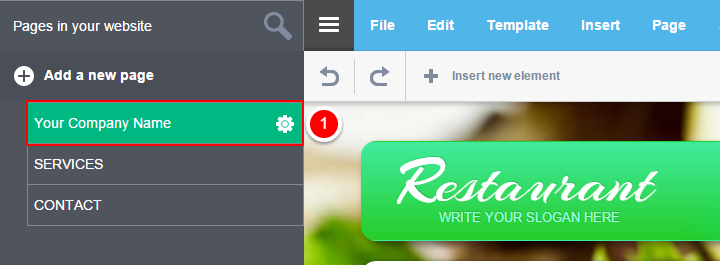 Pages in your website
Add a new page
Your Company Name
1
SERVICES
CONTACT
File Edit Template Insert Page
Insert new element
Restaurant
WRITE YOUR SLOGAN HERE